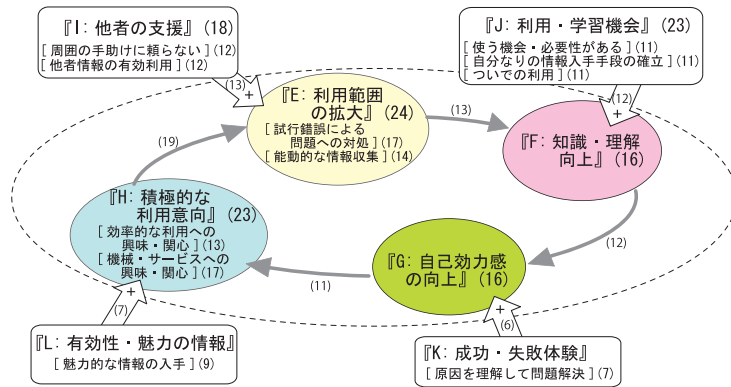 『I: 他者の支援』(18)
[ 周囲の手助けに頼らない ] (12)
[ 他者情報の有効利用 ] (12)
(13)
+
『J: 利用・学習機会』(23)
[ 使う機会・必要性がある ] (11)
[ 自分なりの情報入手手段の確立 ] (11)
[ ついでの利用 ] (11)
(12)
+
『E: 利用範囲
の拡大』(24)
[ 試行錯誤による
問題への対処 ] (17)
[ 能動的な情報収集 ] (14)
(13)
『F: 知識・理解
向上』(16)
(19)
(12)
『H: 積極的な
利用意向』(23)
[ 効率的な利用への
興味・関心 ] (13)
[ 機械・サービスへの
興味・関心 ] (17)
『G: 自己効力感
の向上』(16)
(11)
+
(7)
+
(6)
『L: 有効性・魅力の情報』
[ 魅力的な情報の入手 ] (9)
『K: 成功・失敗体験』
[ 原因を理解して問題解決 ] (7)